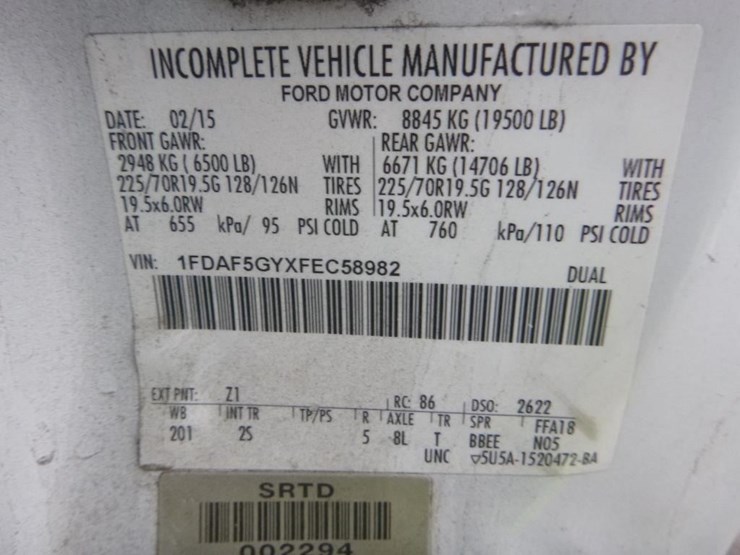 INCOMPLETE VEHICLE MANUFACTURED BY
FORD MOTOR COMPANY
DATE: 02/15 GVWR: 8845 KG (19500 LB)
FRONT GAWR: REAR GAWR:
2948 KG ( 6500 LB) WITH 6671 KG (14706 LB) WITH
225/70R19.5G 128/126N TIRES 225/70R19.5G 128/126N TIRES
19.5x6.0RW RIMS 19.5x6.0RW RIMS
AT 655 kPa/ 95 PSI COLD AT 760 kPa/110 PSI COLD
VIN: 1FDAF5GYXFEC58982 DUAL
EXT PNT: Z1 RC: 86 DSO: 2622
WB INT TR TP/PS R AXLE TR SPR FFA18
201 2S 5 8L T BBEE N05
UNC ▽5U5A-1520472-BA
SRTD
002294